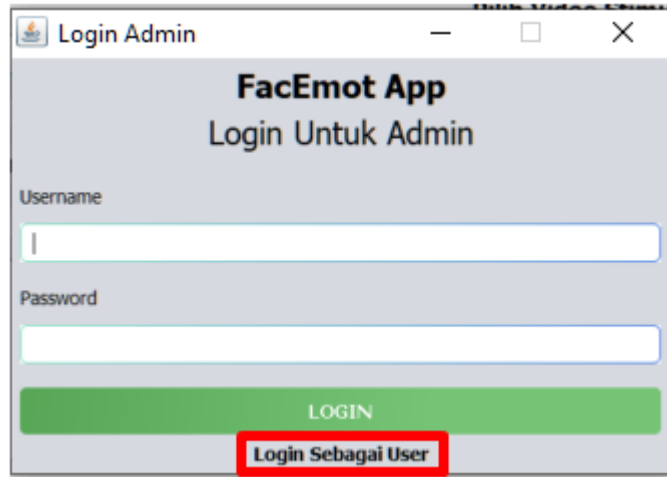 Login Admin
FacEmot App
Login Untuk Admin
Username
Password
LOGIN
Login Sebagai User